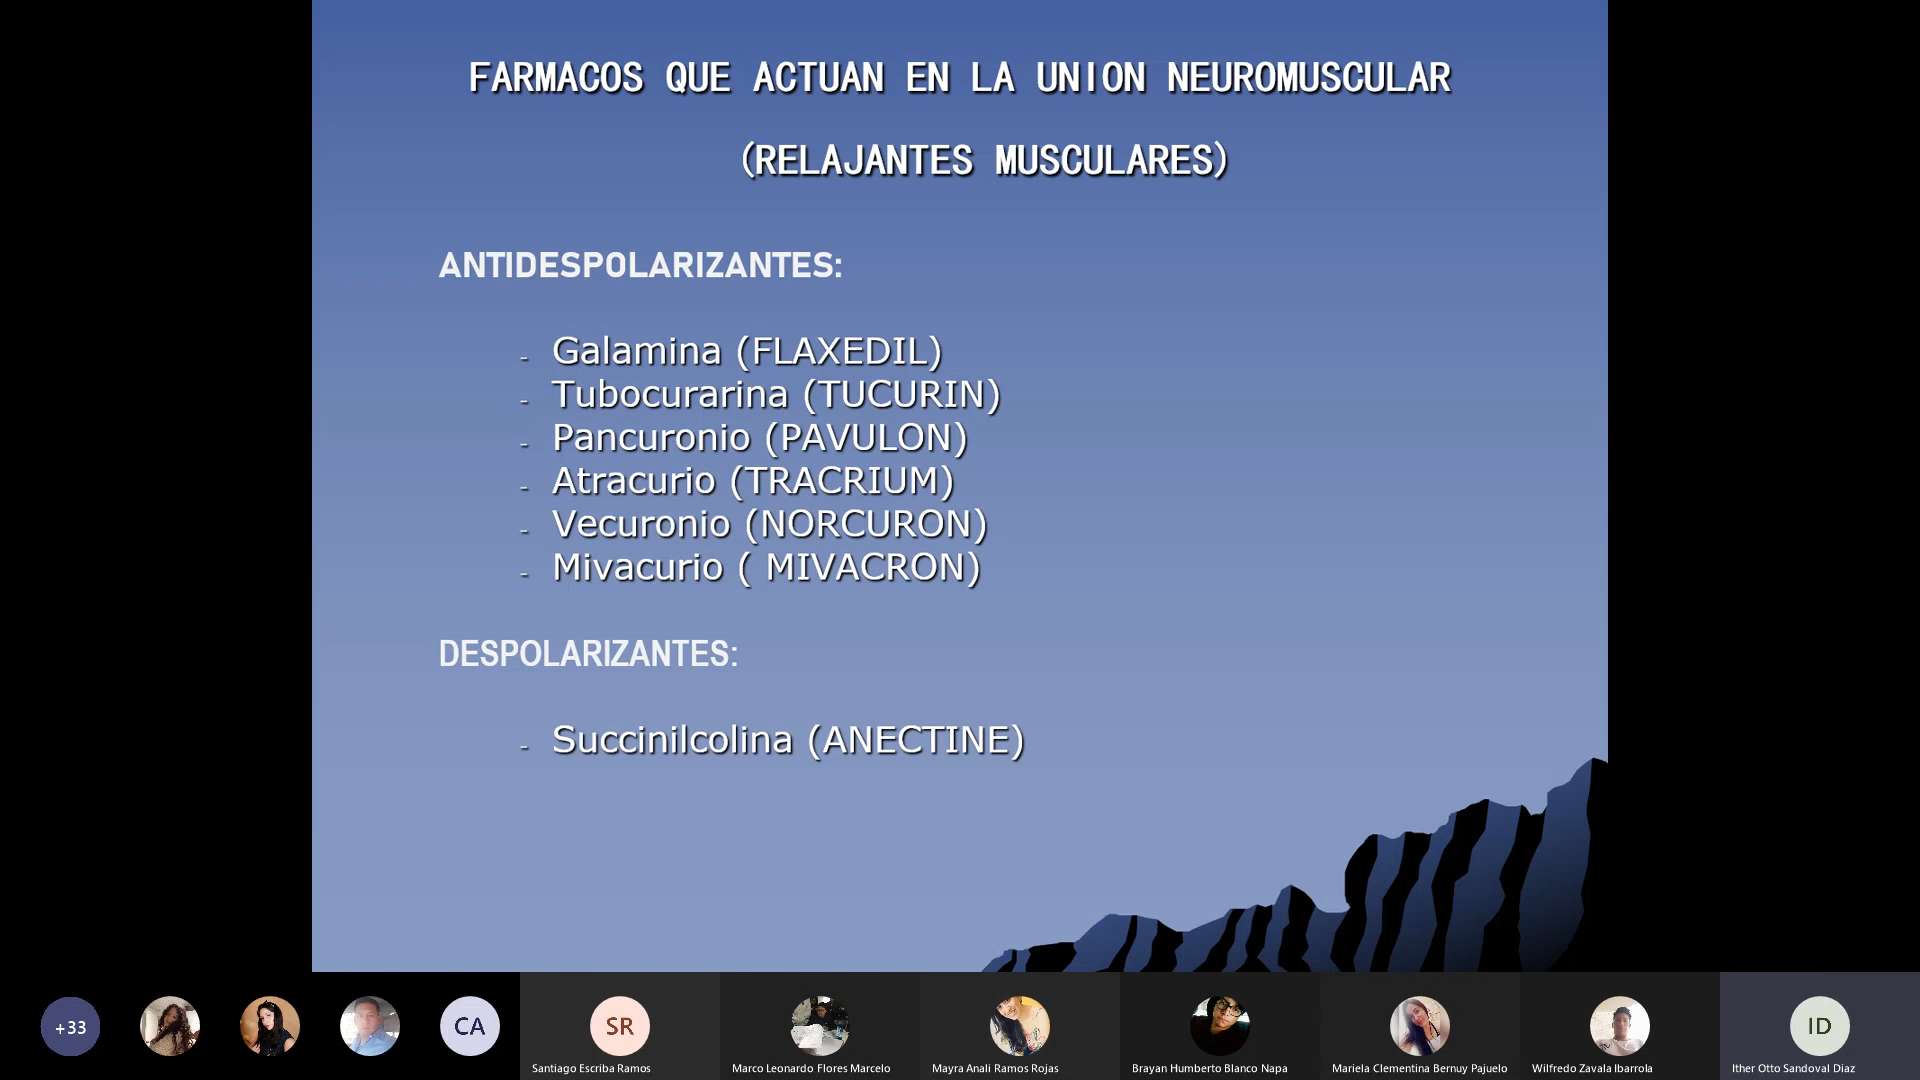 FARMACOS QUE ACTUAN EN LA UNION NEUROMUSCULAR
(RELAJANTES MUSCULARES)
ANTIDESPOLARIZANTES:
- Galamina (FLAXEDIL)
- Tubocurarina (TUCURIN)
- Pancuronio (PAVULON)
- Atracurio (TRACRIUM)
- Vecuronio (NORCURON)
- Mivacurio ( MIVACRON)
DESPOLARIZANTES:
- Succinilcolina (ANECTINE)
+33
CA
SR
ID
Santiago Escriba Ramos
Marco Leonardo Flores Marcelo
Mayra Anali Ramos Rojas
Brayan Humberto Blanco Napa
Mariela Clementina Bernuy Pajuelo
Wilfredo Zavala Ibarrola
Ither Otto Sandoval Diaz